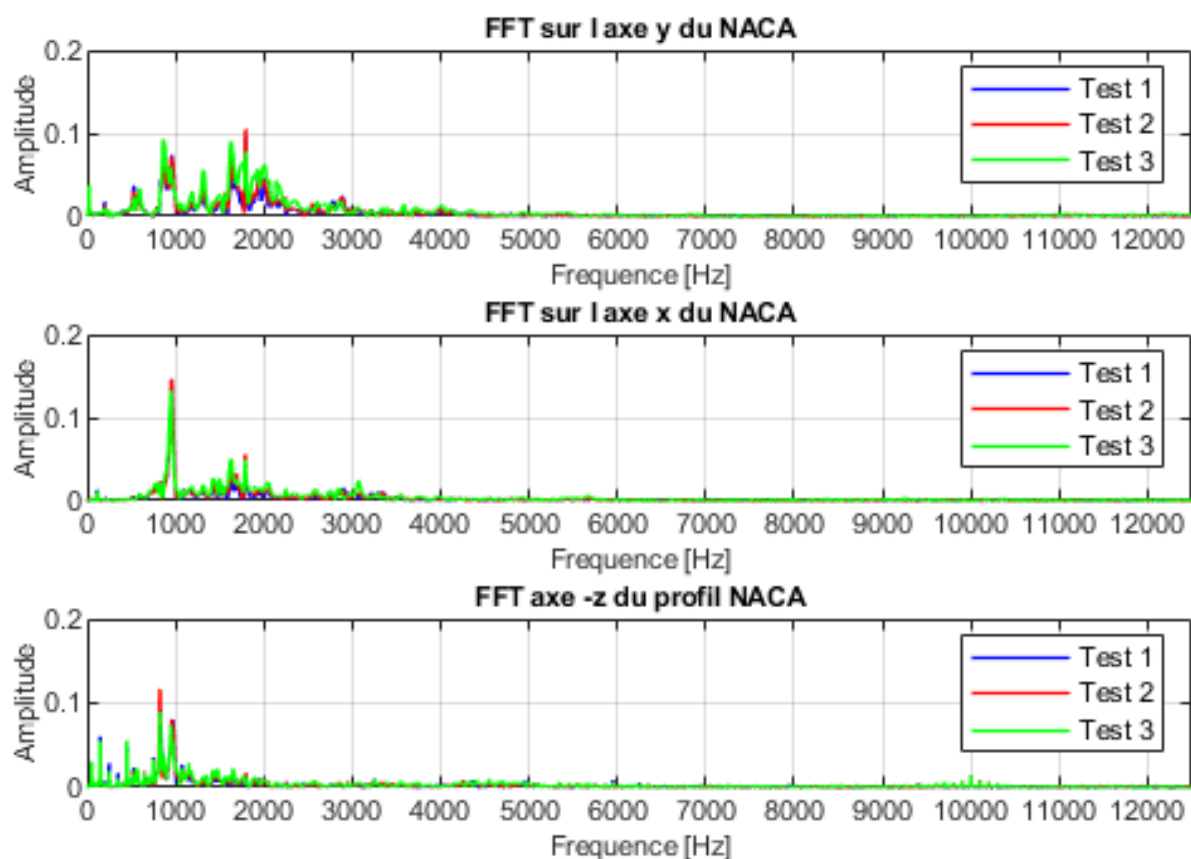 FFT sur l axe y du NACA
0.2
0.1
0
Amplitude
Test 1
Test 2
Test 3
0 1000 2000 3000 4000 5000 6000 7000 8000 9000 10000 11000 12000
Frequence [Hz]
FFT sur l axe x du NACA
0.2
0.1
0
Amplitude
Test 1
Test 2
Test 3
0 1000 2000 3000 4000 5000 6000 7000 8000 9000 10000 11000 12000
Frequence [Hz]
FFT axe -z du profil NACA
0.2
0.1
0
Amplitude
Test 1
Test 2
Test 3
0 1000 2000 3000 4000 5000 6000 7000 8000 9000 10000 11000 12000
Frequence [Hz]